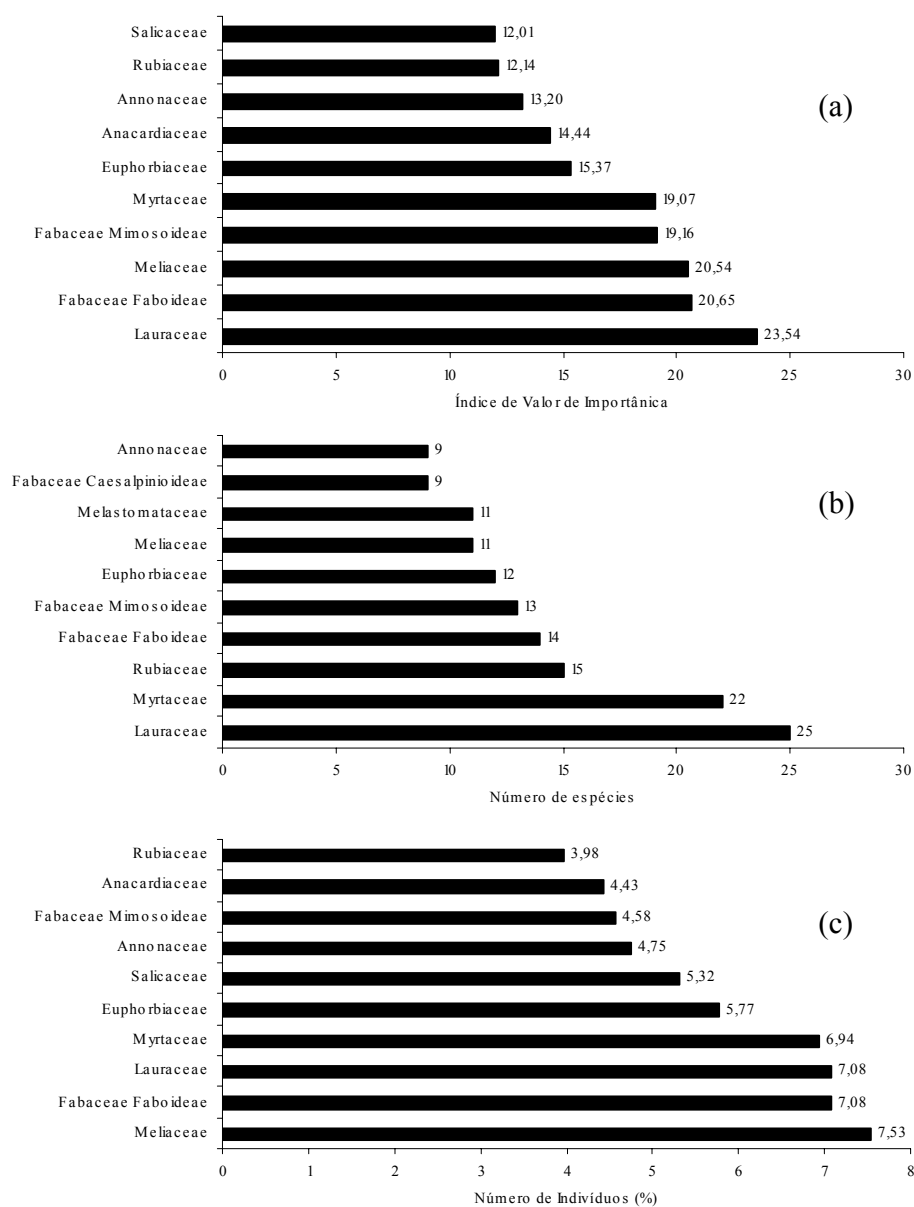 Salicaceae 12,01
Rubiaceae 12,14
Annonaceae 13,20
(a)
Anacardiaceae 14,44
Euphorbiaceae 15,37
Myrtaceae 19,07
Fabaceae Mimosoideae 19,16
Meliaceae 20,54
Fabaceae Faboideae 20,65
Lauraceae 23,54
0 5 10 15 20 25 30
Índice de Valor de Importânica
Annonaceae 9
Fabaceae Caesalpinioideae 9
(b)
Melastomataceae 11
Meliaceae 11
Euphorbiaceae 12
Fabaceae Mimosoideae 13
Fabaceae Faboideae 14
Rubiaceae 15
Myrtaceae 22
Lauraceae 25
0 5 10 15 20 25 30
Número de espécies
Rubiaceae 3,98
Anacardiaceae 4,43
Fabaceae Mimosoideae 4,58
(c)
Annonaceae 4,75
Salicaceae 5,32
Euphorbiaceae 5,77
Myrtaceae 6,94
Lauraceae 7,08
Fabaceae Faboideae 7,08
Meliaceae 7,53
0 1 2 3 4 5 6 7 8
Número de Indivíduos (%)